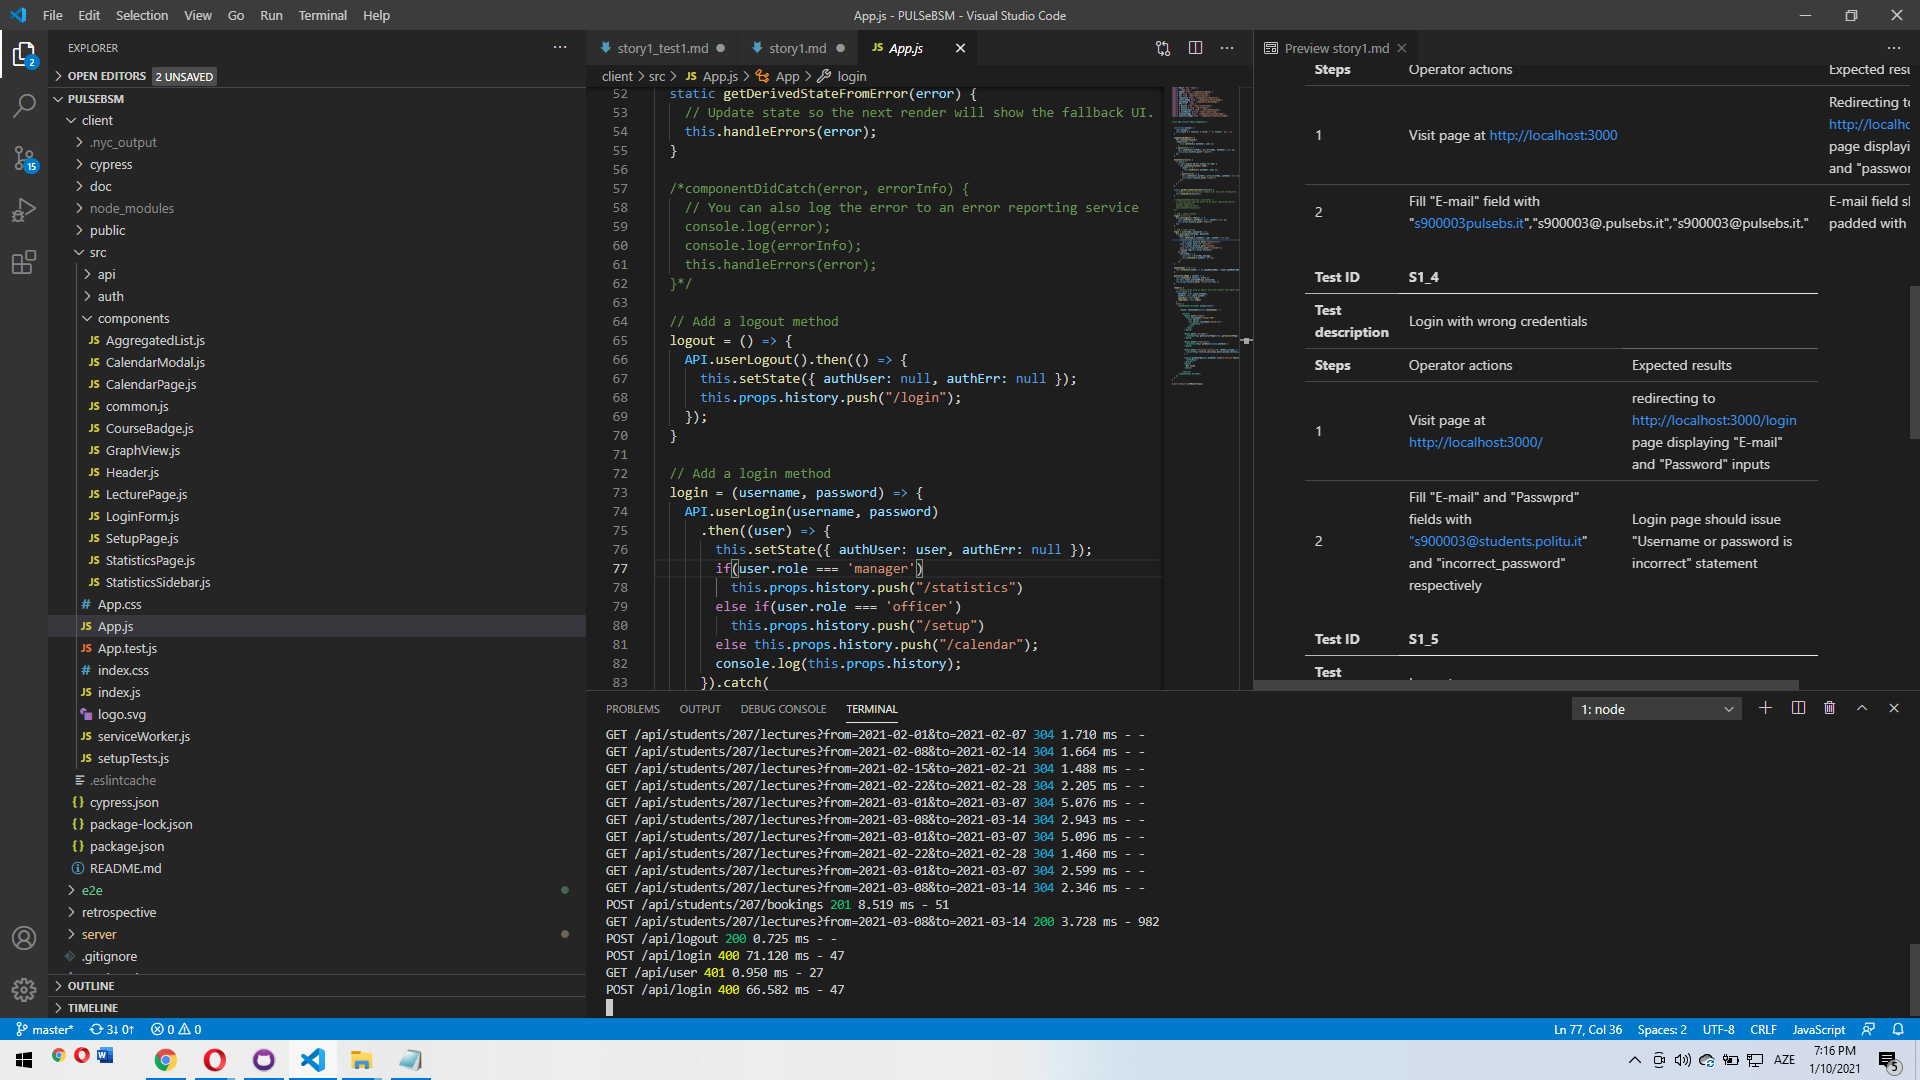 File Edit Selection View Go Run Terminal Help
App.js - PULSeBSM - Visual Studio Code
EXPLORER
OPEN EDITORS 2 UNSAVED
PULSEBSM
client
.nyc_output
cypress
doc
node_modules
public
src
api
auth
components
JS AggregatedList.js
JS CalendarModal.js
JS CalendarPage.js
JS common.js
JS CourseBadge.js
JS GraphView.js
JS Header.js
JS LecturePage.js
JS LoginForm.js
JS SetupPage.js
JS StatisticsPage.js
JS StatisticsSidebar.js
# App.css
JS App.js
JS App.test.js
# index.css
JS index.js
logo.svg
JS serviceWorker.js
JS setupTests.js
.eslintcache
{} cypress.json
{} package-lock.json
{} package.json
README.md
e2e
retrospective
server
.gitignore
OUTLINE
TIMELINE
2
15
story1_test1.md
story1.md
JS App.js
client > src > JS App.js > App > login
52 static getDerivedStateFromError(error) {
53 // Update state so the next render will show the fallback UI.
54 this.handleErrors(error);
55 }
56
57 /*componentDidCatch(error, errorInfo) {
58 // You can also log the error to an error reporting service
59 console.log(error);
60 console.log(errorInfo);
61 this.handleErrors(error);
62 }*/
63
64 // Add a logout method
65 logout = () => {
66 API.userLogout().then(() => {
67 this.setState({ authUser: null, authErr: null });
68 this.props.history.push("/login");
69 });
70 }
71
72 // Add a login method
73 login = (username, password) => {
74 API.userLogin(username, password)
75 .then((user) => {
76 this.setState({ authUser: user, authErr: null });
77 if(user.role === 'manager')
78 this.props.history.push("/statistics")
79 else if(user.role === 'officer')
80 this.props.history.push("/setup")
81 else this.props.history.push("/calendar");
82 console.log(this.props.history);
83 }).catch(
Preview story1.md
Steps Operator actions Expected resu
1 Visit page at http://localhost:3000
Redirecting to
http://localho
page displayi
and "passwor
2 Fill "E-mail" field with
"s900003pulsebs.it","s900003@.pulsebs.it","s900003@pulsebs.it."
E-mail field sl
padded with
Test ID S1_4
Test
description
Login with wrong credentials
Steps Operator actions Expected results
1
Visit page at
http://localhost:3000/
redirecting to
http://localhost:3000/login
page displaying "E-mail"
and "Password" inputs
2
Fill "E-mail" and "Passwprd"
fields with
"s900003@students.politu.it"
and "incorrect_password"
respectively
Login page should issue
"Username or password is
incorrect" statement
Test ID S1_5
Test
PROBLEMS OUTPUT DEBUG CONSOLE TERMINAL
1: node
GET /api/students/207/lectures?from=2021-02-01&to=2021-02-07 304 1.710 ms - -
GET /api/students/207/lectures?from=2021-02-08&to=2021-02-14 304 1.664 ms - -
GET /api/students/207/lectures?from=2021-02-15&to=2021-02-21 304 1.488 ms - -
GET /api/students/207/lectures?from=2021-02-22&to=2021-02-28 304 2.205 ms - -
GET /api/students/207/lectures?from=2021-03-01&to=2021-03-07 304 5.076 ms - -
GET /api/students/207/lectures?from=2021-03-08&to=2021-03-14 304 2.943 ms - -
GET /api/students/207/lectures?from=2021-03-01&to=2021-03-07 304 5.096 ms - -
GET /api/students/207/lectures?from=2021-02-22&to=2021-02-28 304 1.460 ms - -
GET /api/students/207/lectures?from=2021-03-01&to=2021-03-07 304 2.599 ms - -
GET /api/students/207/lectures?from=2021-03-08&to=2021-03-14 304 2.346 ms - -
POST /api/students/207/bookings 201 8.519 ms - 51
GET /api/students/207/lectures?from=2021-03-08&to=2021-03-14 200 3.728 ms - 982
POST /api/logout 200 0.725 ms - -
POST /api/login 400 71.120 ms - 47
GET /api/user 401 0.950 ms - 27
POST /api/login 400 66.582 ms - 47
master* 3↓ 0↑ 0 0
Ln 77, Col 36 Spaces: 2 UTF-8 CRLF JavaScript
AZE
7:16 PM
1/10/2021
5